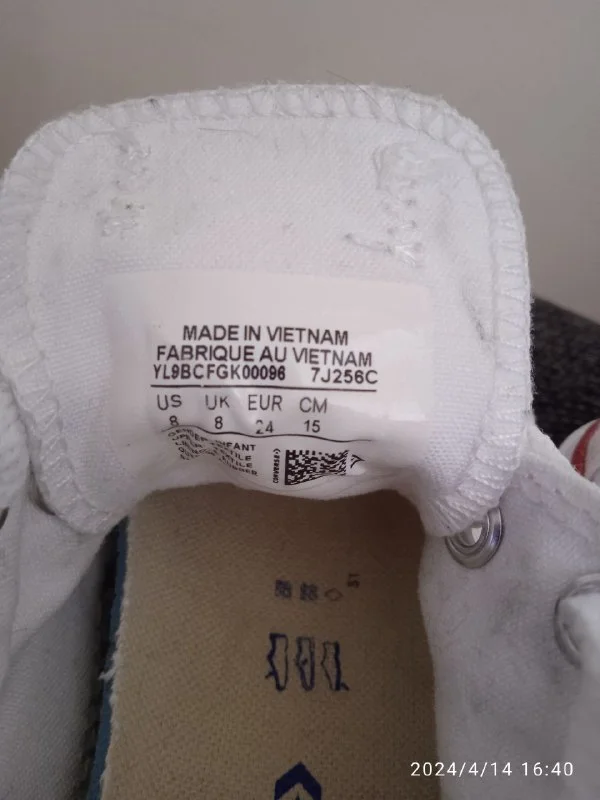 MADE IN VIETNAM
FABRIQUE AU VIETNAM
YL9BCFGK00096 7J256C
US UK EUR CM
8 8 24 15
CONVERSE
2024/4/14 16:40